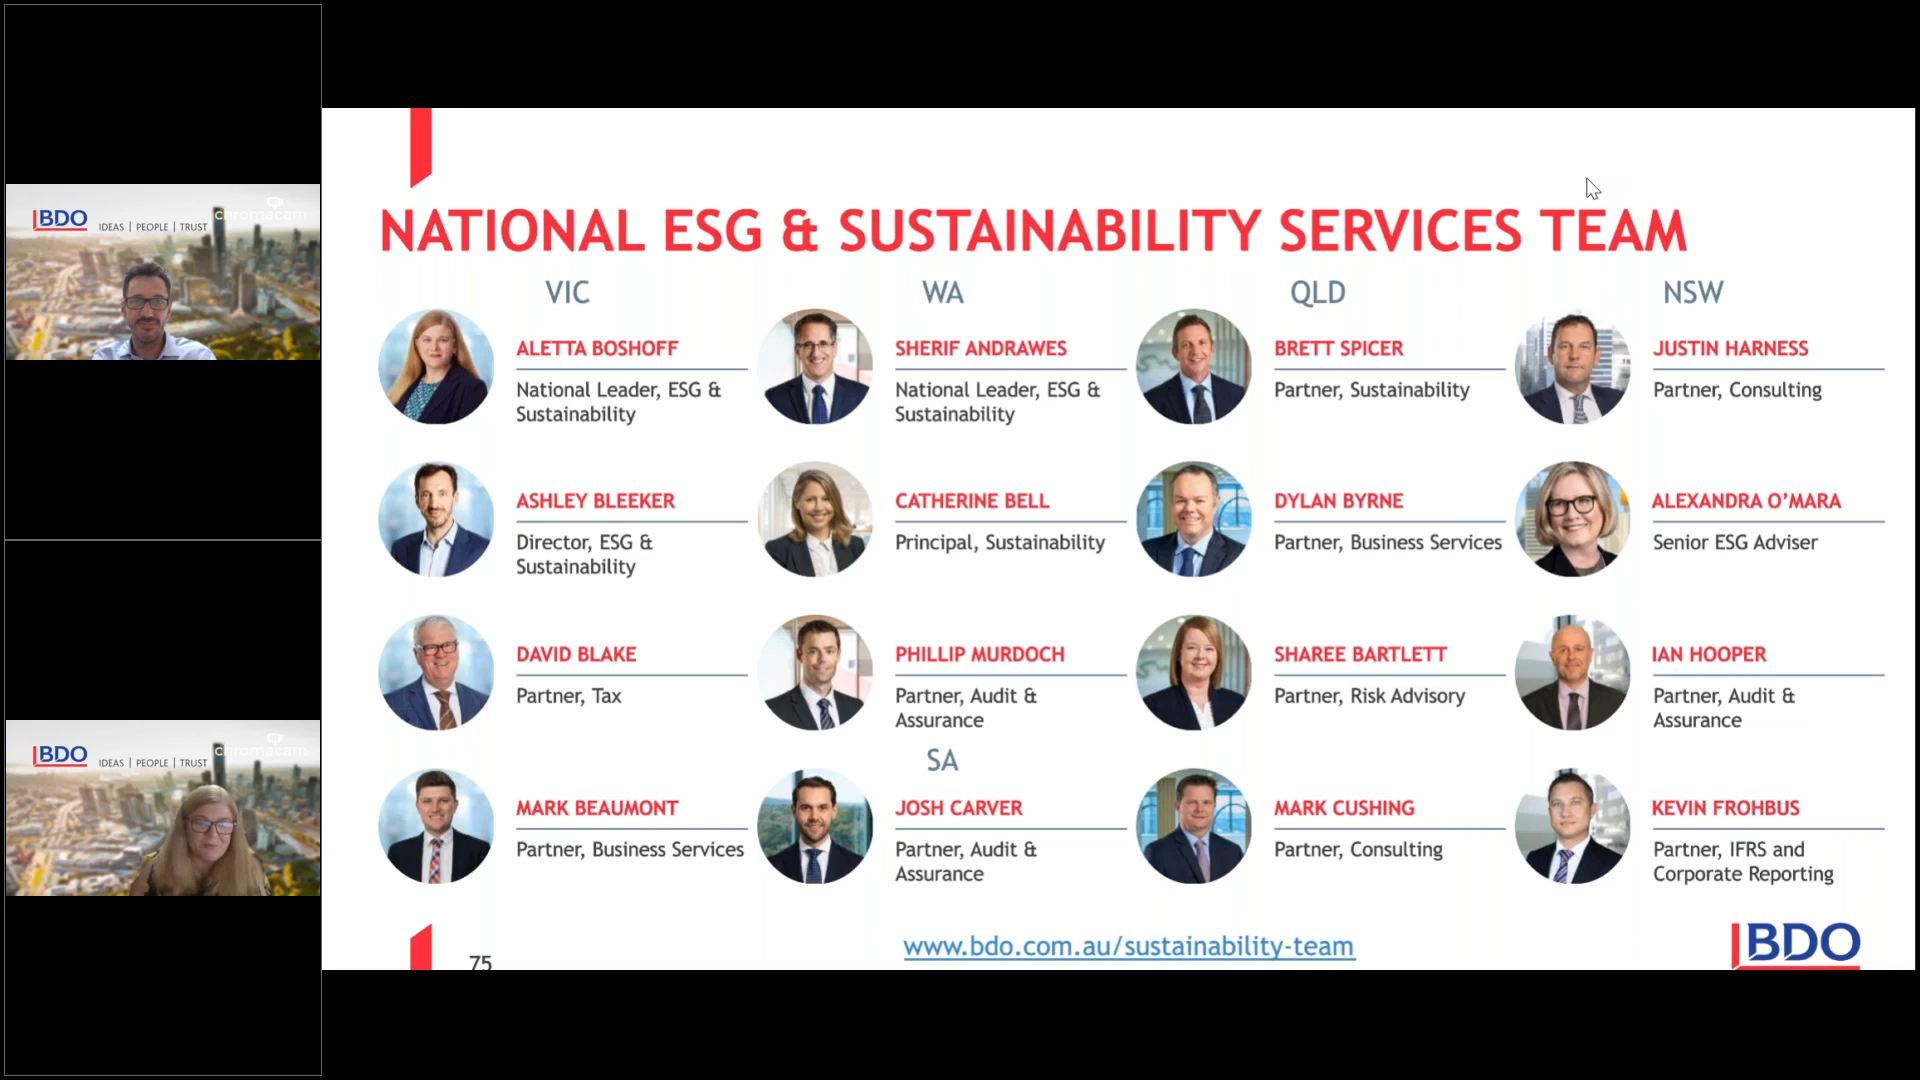 BDO
IDEAS | PEOPLE | TRUST
chromacam
BDO
IDEAS | PEOPLE | TRUST
chromacam
NATIONAL ESG & SUSTAINABILITY SERVICES TEAM
VIC
WA
QLD
NSW
ALETTA BOSHOFF
National Leader, ESG &
Sustainability
SHERIF ANDRAWES
National Leader, ESG &
Sustainability
BRETT SPICER
Partner, Sustainability
JUSTIN HARNESS
Partner, Consulting
ASHLEY BLEEKER
Director, ESG &
Sustainability
CATHERINE BELL
Principal, Sustainability
DYLAN BYRNE
Partner, Business Services
ALEXANDRA O’MARA
Senior ESG Adviser
DAVID BLAKE
Partner, Tax
PHILLIP MURDOCH
Partner, Audit &
Assurance
SHAREE BARTLETT
Partner, Risk Advisory
IAN HOOPER
Partner, Audit &
Assurance
SA
MARK BEAUMONT
Partner, Business Services
JOSH CARVER
Partner, Audit &
Assurance
MARK CUSHING
Partner, Consulting
KEVIN FROHBUS
Partner, IFRS and
Corporate Reporting
75
www.bdo.com.au/sustainability-team
BDO